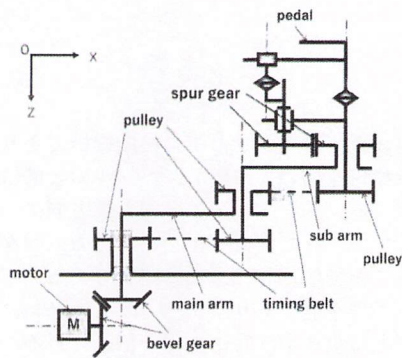 pedal
O
X
Z
spur gear
pulley
sub arm
pulley
motor
main arm
timing belt
M
bevel gear